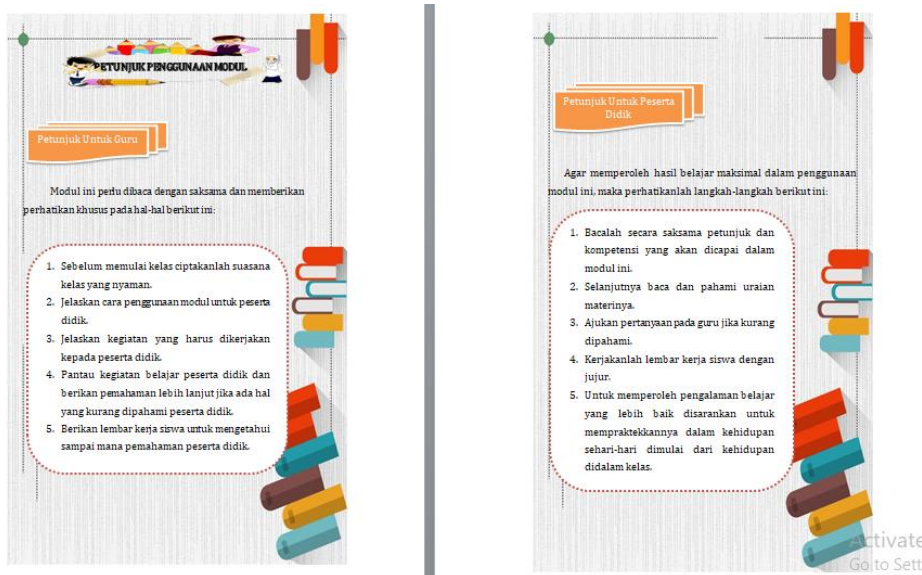 PETUNJUK PENGGUNAAN MODUL
Petunjuk Untuk Guru
Modul ini perlu dibaca dengan saksama dan memberikan
perhatikan khusus pada hal-hal berikut ini:
1. Sebelum memulai kelas ciptakanlah suasana
kelas yang nyaman.
2. Jelaskan cara penggunaan modul untuk peserta
didik.
3. Jelaskan kegiatan yang harus dikerjakan
kepada peserta didik.
4. Pantau kegiatan belajar peserta didik dan
berikan pemahaman lebih lanjut jika ada hal
yang kurang dipahami peserta didik.
5. Berikan lembar kerja siswa untuk mengetahui
sampai mana pemahaman peserta didik.
Petunjuk Untuk Peserta
Didik
Agar memperoleh hasil belajar maksimal dalam penggunaan
modul ini, maka perhatikanlah langkah-langkah berikut ini:
1. Bacalah secara saksama petunjuk dan
kompetensi yang akan dicapai dalam
modul ini.
2. Selanjutnya baca dan pahami uraian
materinya.
3. Ajukan pertanyaan pada guru jika kurang
dipahami.
4. Kerjakanlah lembar kerja siswa dengan
jujur.
5. Untuk memperoleh pengalaman belajar
yang lebih baik disarankan untuk
mempraktekkannya dalam kehidupan
sehari-hari dimulai dari kehidupan
didalam kelas.
Activate
Go to Sett